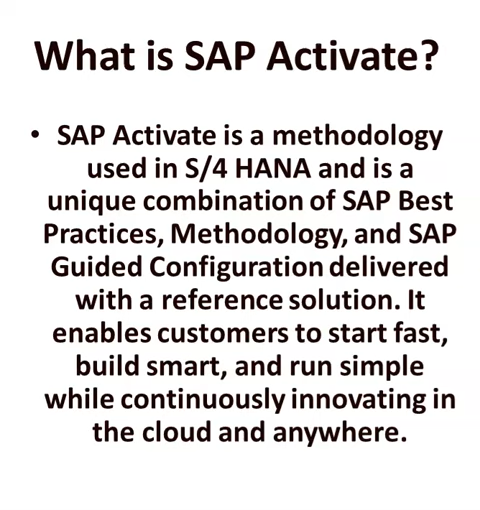 What is SAP Activate?
• SAP Activate is a methodology
used in S/4 HANA and is a
unique combination of SAP Best
Practices, Methodology, and SAP
Guided Configuration delivered
with a reference solution. It
enables customers to start fast,
build smart, and run simple
while continuously innovating in
the cloud and anywhere.